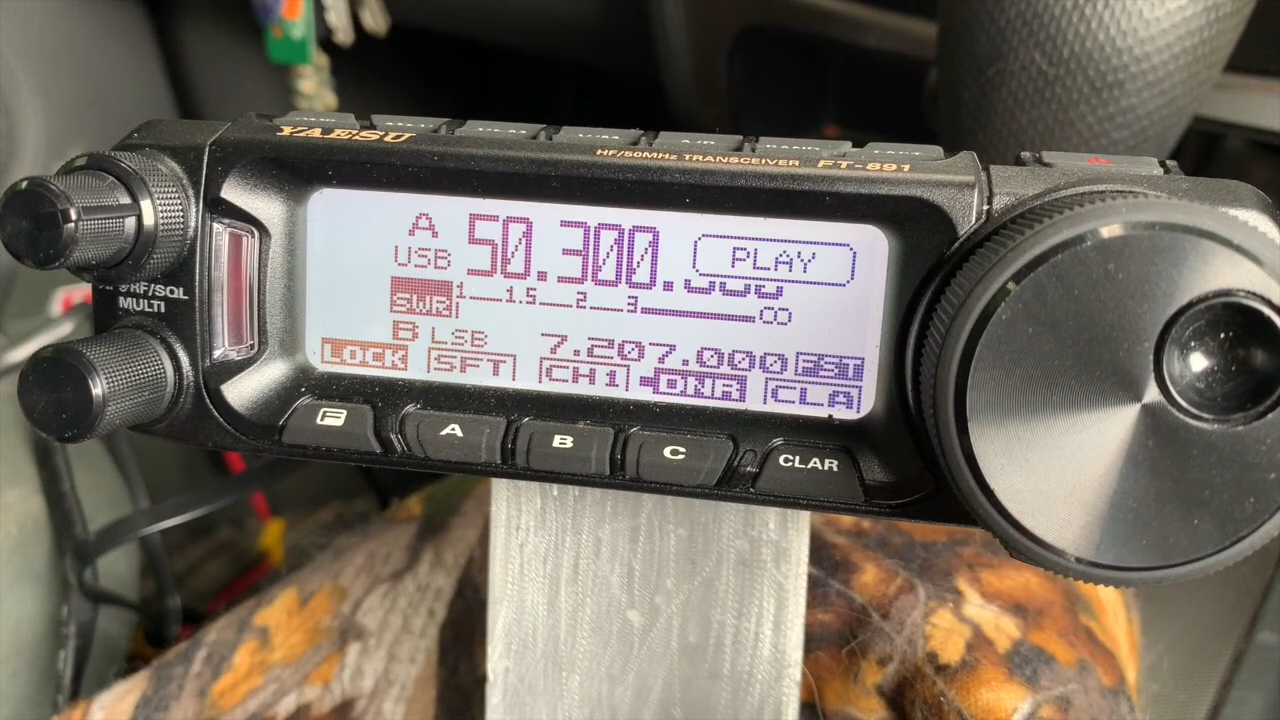 YAESU
HF/50MHz TRANSCEIVER FT-891
A 50.300
USB
PLAY
SWR 1 1.5 2 3 ∞
B LSB 7.207.000 FST
LOCK SFT CH1 DNR CLA
RF/SQL
MULTI
F A B C CLAR